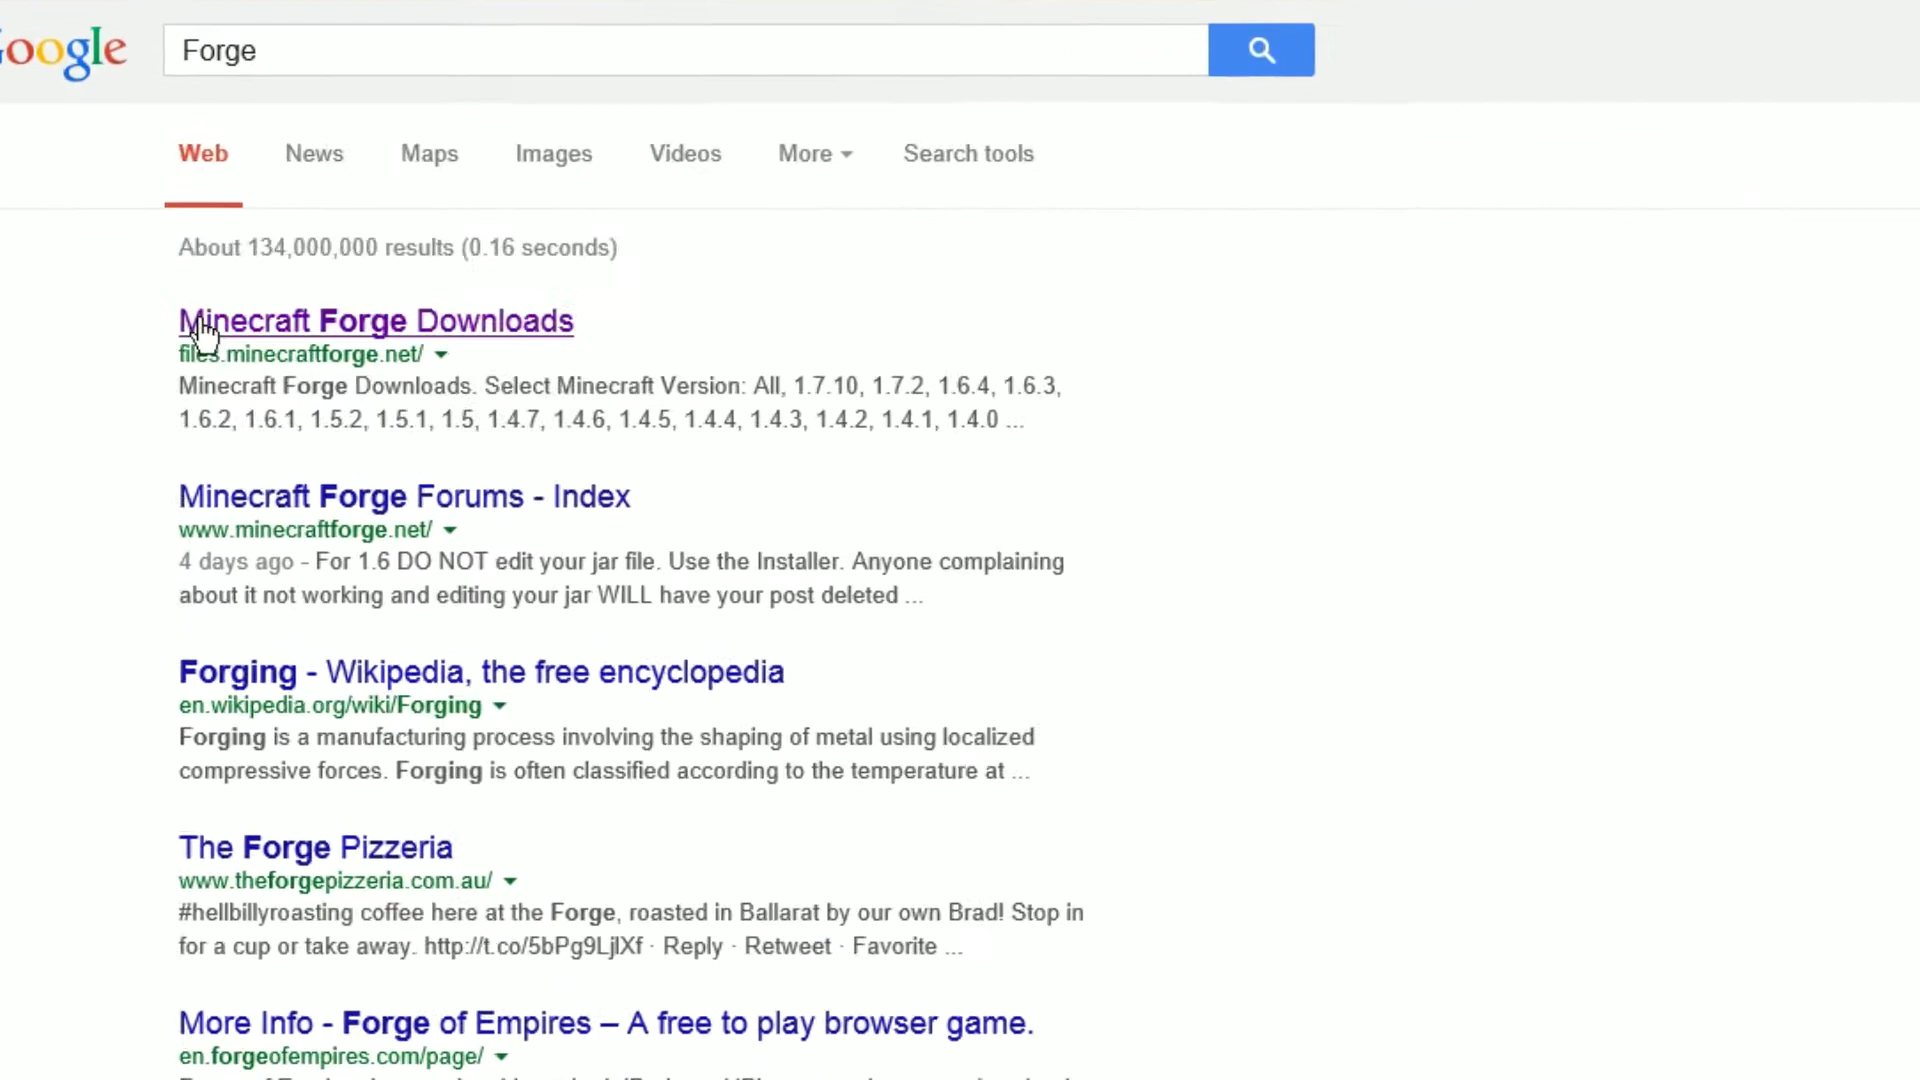 Google
Forge
Web News Maps Images Videos More Search tools
About 134,000,000 results (0.16 seconds)
Minecraft Forge Downloads
files.minecraftforge.net/
Minecraft Forge Downloads. Select Minecraft Version: All, 1.7.10, 1.7.2, 1.6.4, 1.6.3,
1.6.2, 1.6.1, 1.5.2, 1.5.1, 1.5, 1.4.7, 1.4.6, 1.4.5, 1.4.4, 1.4.3, 1.4.2, 1.4.1, 1.4.0 ...
Minecraft Forge Forums - Index
www.minecraftforge.net/
4 days ago - For 1.6 DO NOT edit your jar file. Use the Installer. Anyone complaining
about it not working and editing your jar WILL have your post deleted ...
Forging - Wikipedia, the free encyclopedia
en.wikipedia.org/wiki/Forging
Forging is a manufacturing process involving the shaping of metal using localized
compressive forces. Forging is often classified according to the temperature at ...
The Forge Pizzeria
www.theforgepizzeria.com.au/
#hellbillyroasting coffee here at the Forge, roasted in Ballarat by our own Brad! Stop in
for a cup or take away. http://t.co/5bPg9LjlXf · Reply · Retweet · Favorite ...
More Info - Forge of Empires – A free to play browser game.
en.forgeofempires.com/page/